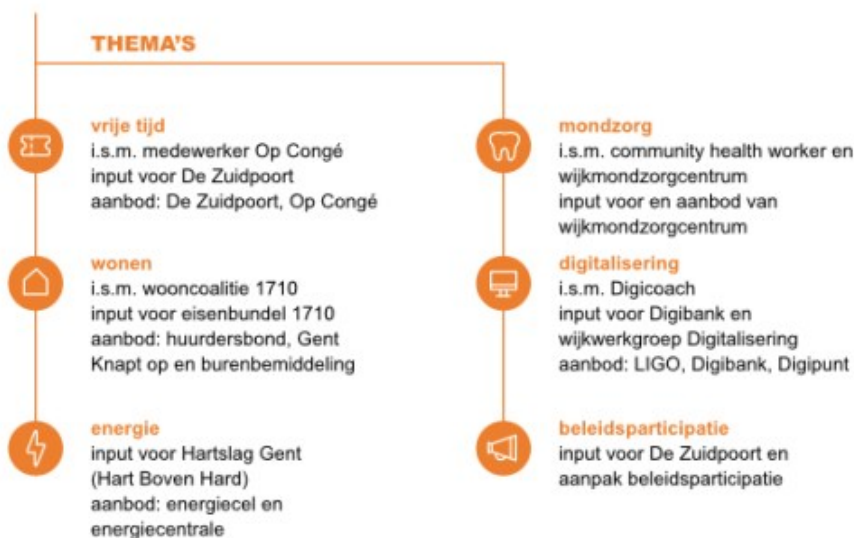 THEMA'S
vrije tijd
i.s.m. medewerker Op Congé
input voor De Zuidpoort
aanbod: De Zuidpoort, Op Congé
wonen
i.s.m. wooncoalitie 1710
input voor eisenbundel 1710
aanbod: huurdersbond, Gent
Knapt op en burenbemiddeling
energie
input voor Hartslag Gent
(Hart Boven Hard)
aanbod: energiecel en
energiecentrale
mondzorg
i.s.m. community health worker en
wijkmondzorgcentrum
input voor en aanbod van
wijkmondzorgcentrum
digitalisering
i.s.m. Digicoach
input voor Digibank en
wijkwerkgroep Digitalisering
aanbod: LIGO, Digibank, Digipunt
beleidsparticipatie
input voor De Zuidpoort en
aanpak beleidsparticipatie